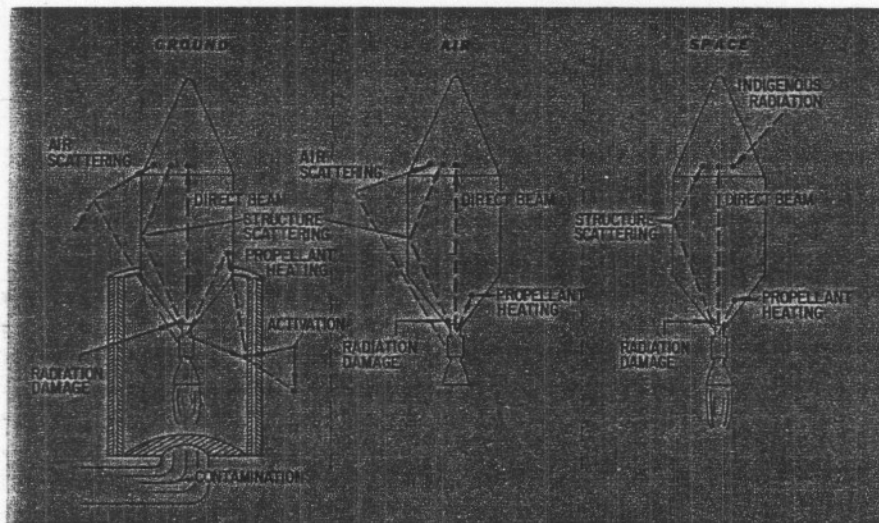 GROUND
AIR
SCATTERING
DIRECT BEAM
STRUCTURE
SCATTERING
PROPELLANT
HEATING
ACTIVATION
RADIATION
DAMAGE
CONTAMINATION
AIR
AIR
SCATTERING
DIRECT BEAM
PROPELLANT
HEATING
RADIATION
DAMAGE
SPACE
INDIGENOUS
RADIATION
DIRECT BEAM
STRUCTURE
SCATTERING
PROPELLANT
HEATING
RADIATION
DAMAGE